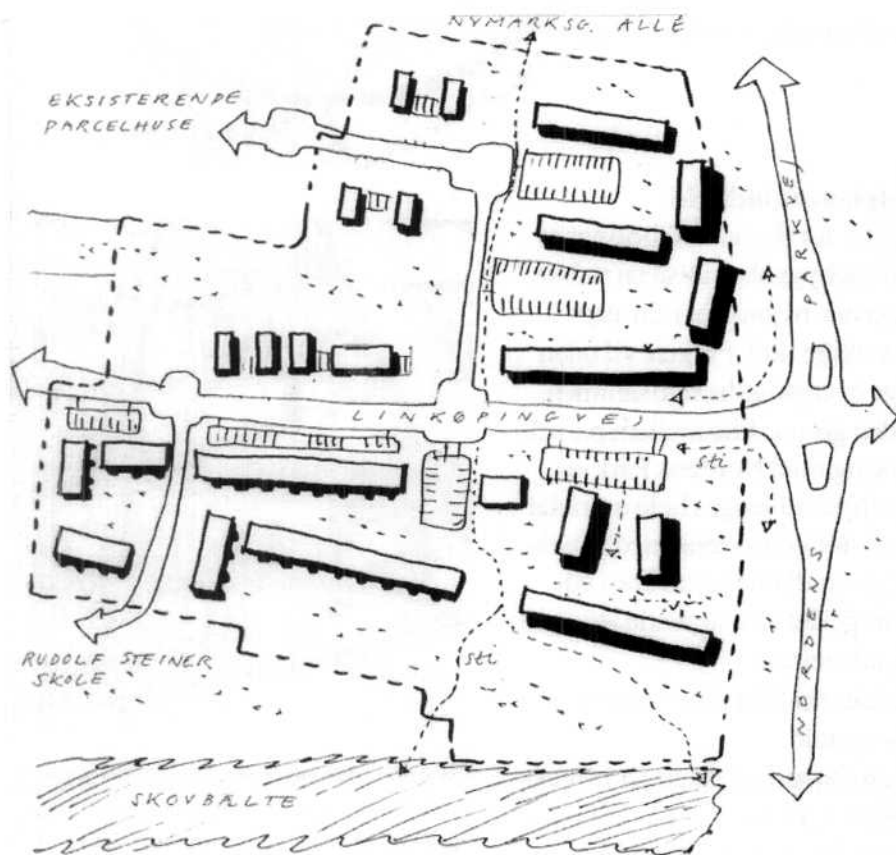 NYMARKSG. ALLÉ
EKSISTERENDE
PARCELHUSE
PARKVEJ
LINKØPINGVEJ
sti
NORDENS
RUDOLF STEINER
SKOLE
sti
SKOVBÆLTE